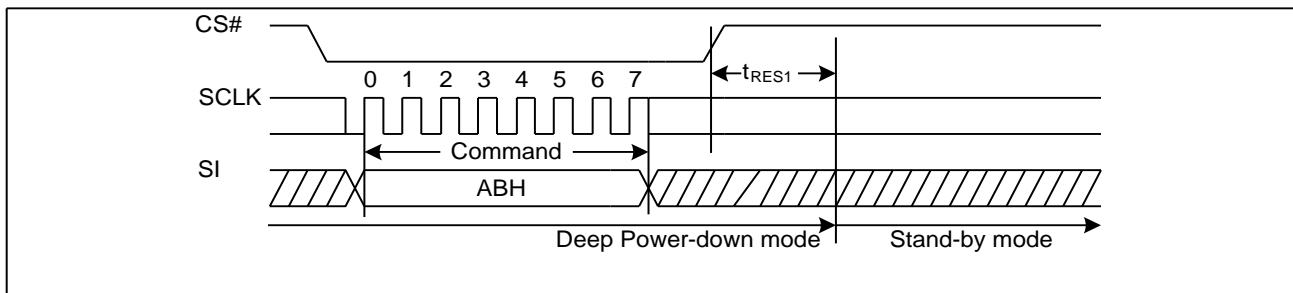 CS#
tRES1
0 1 2 3 4 5 6 7
SCLK
Command
SI
ABH
Deep Power-down mode Stand-by mode